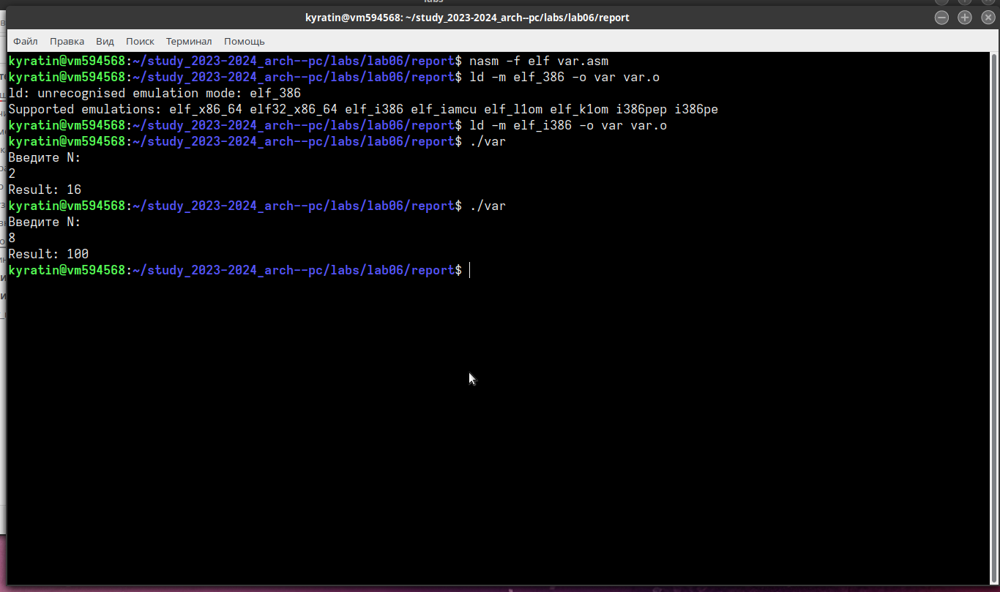 labs
kyratin@vm594568: ~/study_2023-2024_arch--pc/labs/lab06/report
Файл Правка Вид Поиск Терминал Помощь
kyratin@vm594568:~/study_2023-2024_arch--pc/labs/lab06/report$ nasm -f elf var.asm
kyratin@vm594568:~/study_2023-2024_arch--pc/labs/lab06/report$ ld -m elf_386 -o var var.o
ld: unrecognised emulation mode: elf_386
Supported emulations: elf_x86_64 elf32_x86_64 elf_i386 elf_iamcu elf_l1om elf_k1om i386pep i386pe
kyratin@vm594568:~/study_2023-2024_arch--pc/labs/lab06/report$ ld -m elf_i386 -o var var.o
kyratin@vm594568:~/study_2023-2024_arch--pc/labs/lab06/report$ ./var
Введите N:
2
Result: 16
kyratin@vm594568:~/study_2023-2024_arch--pc/labs/lab06/report$ ./var
Введите N:
8
Result: 100
kyratin@vm594568:~/study_2023-2024_arch--pc/labs/lab06/report$